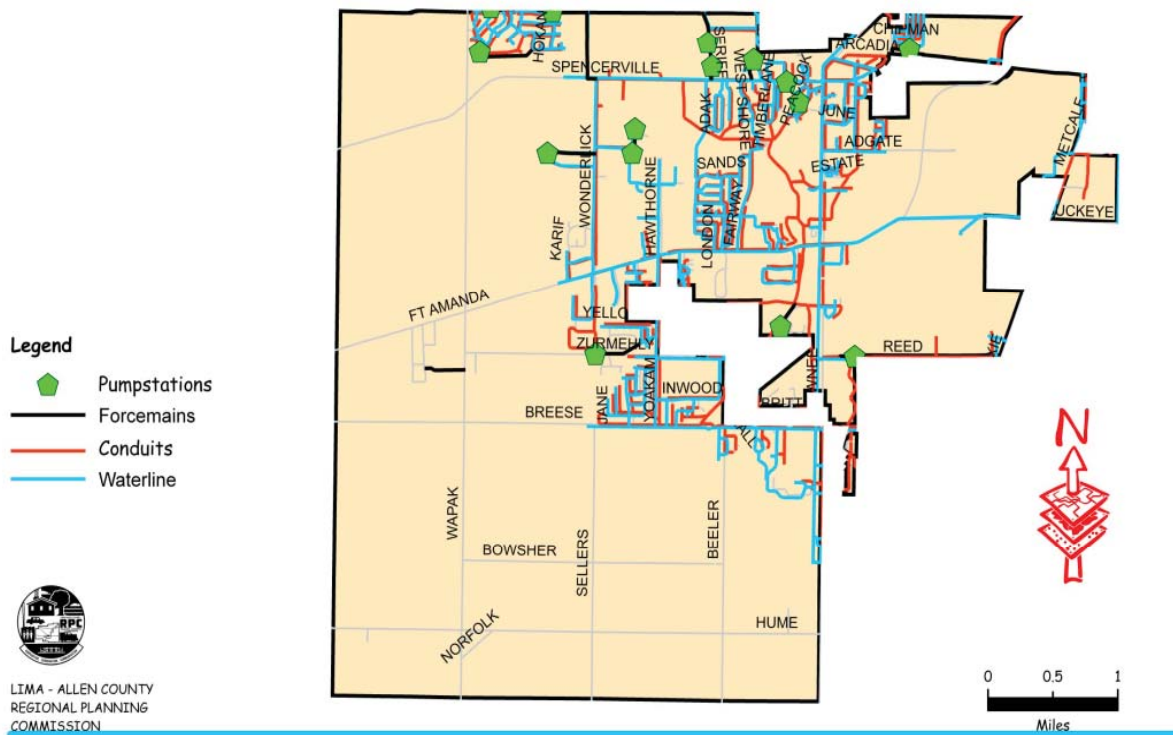 HOKAN
SERIFF
CHIPMAN
ARCADIA
SPENCERVILLE
WEST SHORE
TIMBERLANE
PEACOCK
ADAK
JUNE
METCALF
ADGATE
WONDERLICK
SANDS
ESTATE
HAWTHORNE
FAIRWAY
LONDON
UCKEYE
KARIF
FT AMANDA
YELLO
ZURMEHLY
REED
Legend
Pumpstations
Forcemains
Conduits
Waterline
JANE
YOAKAM
INWOOD
BRITT
BREESE
ALL
N
WAPAK
BOWSHER
SELLERS
BEELER
NORFOLK
HUME
RPC
LIMA - ALLEN COUNTY
REGIONAL PLANNING
COMMISSION
0 0.5 1
Miles